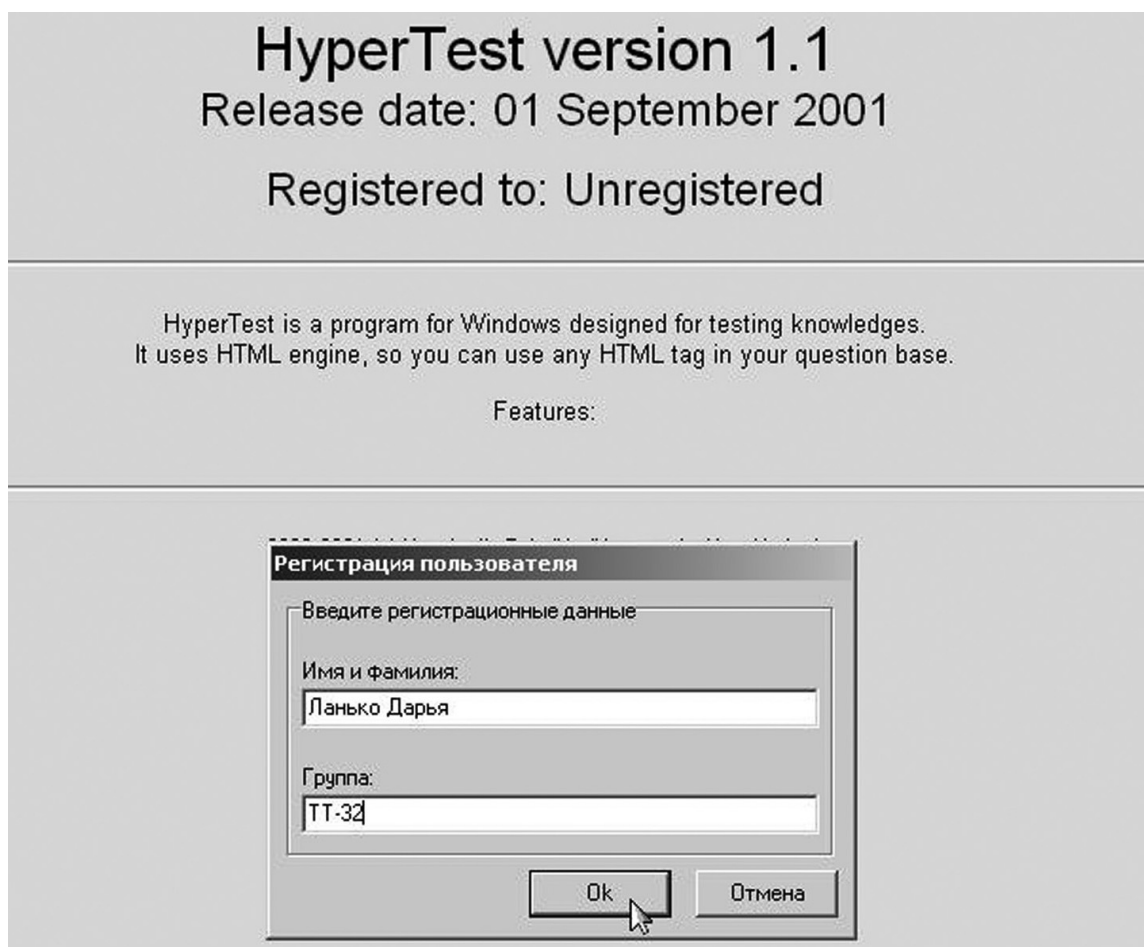 HyperTest version 1.1
Release date: 01 September 2001
Registered to: Unregistered
HyperTest is a program for Windows designed for testing knowledges.
It uses HTML engine, so you can use any HTML tag in your question base.
Features:
Регистрация пользователя
Введите регистрационные данные
Имя и фамилия:
Ланько Дарья
Группа:
ТТ-32
Ok
Отмена